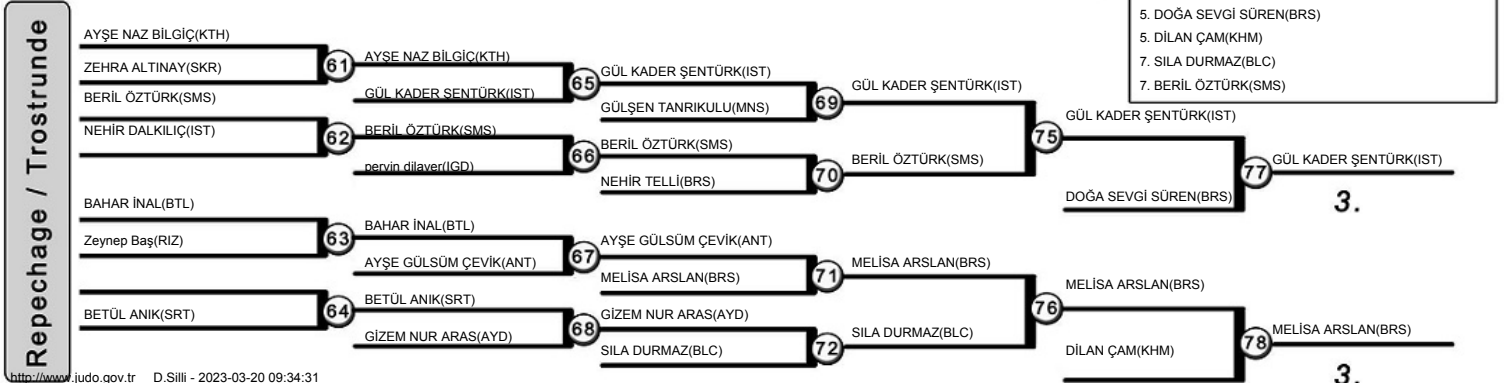 Repechage / Trostrunde
5. DOĞA SEVGİ SÜREN(BRS)
5. DİLAN ÇAM(KHM)
7. SILA DURMAZ(BLC)
7. BERİL ÖZTÜRK(SMS)
AYŞE NAZ BİLGİÇ(KTH)
ZEHRA ALTINAY(SKR)
61
BERİL ÖZTÜRK(SMS)
NEHİR DALKILIÇ(IST)
62
BAHAR İNAL(BTL)
Zeynep Baş(RIZ)
63
BETÜL ANIK(SRT)
64
AYŞE NAZ BİLGİÇ(KTH)
GÜL KADER ŞENTÜRK(IST)
65
BERİL ÖZTÜRK(SMS)
pervin dilaver(IGD)
66
BAHAR İNAL(BTL)
AYŞE GÜLSÜM ÇEVİK(ANT)
67
BETÜL ANIK(SRT)
GİZEM NUR ARAS(AYD)
68
GÜL KADER ŞENTÜRK(IST)
GÜLŞEN TANRIKULU(MNS)
69
BERİL ÖZTÜRK(SMS)
NEHİR TELLİ(BRS)
70
AYŞE GÜLSÜM ÇEVİK(ANT)
MELİSA ARSLAN(BRS)
71
GİZEM NUR ARAS(AYD)
SILA DURMAZ(BLC)
72
GÜL KADER ŞENTÜRK(IST)
BERİL ÖZTÜRK(SMS)
75
MELİSA ARSLAN(BRS)
SILA DURMAZ(BLC)
76
GÜL KADER ŞENTÜRK(IST)
DOĞA SEVGİ SÜREN(BRS)
77
MELİSA ARSLAN(BRS)
DİLAN ÇAM(KHM)
78
GÜL KADER ŞENTÜRK(IST)
3.
MELİSA ARSLAN(BRS)
3.
http://www.judo.gov.tr D.Silli - 2023-03-20 09:34:31